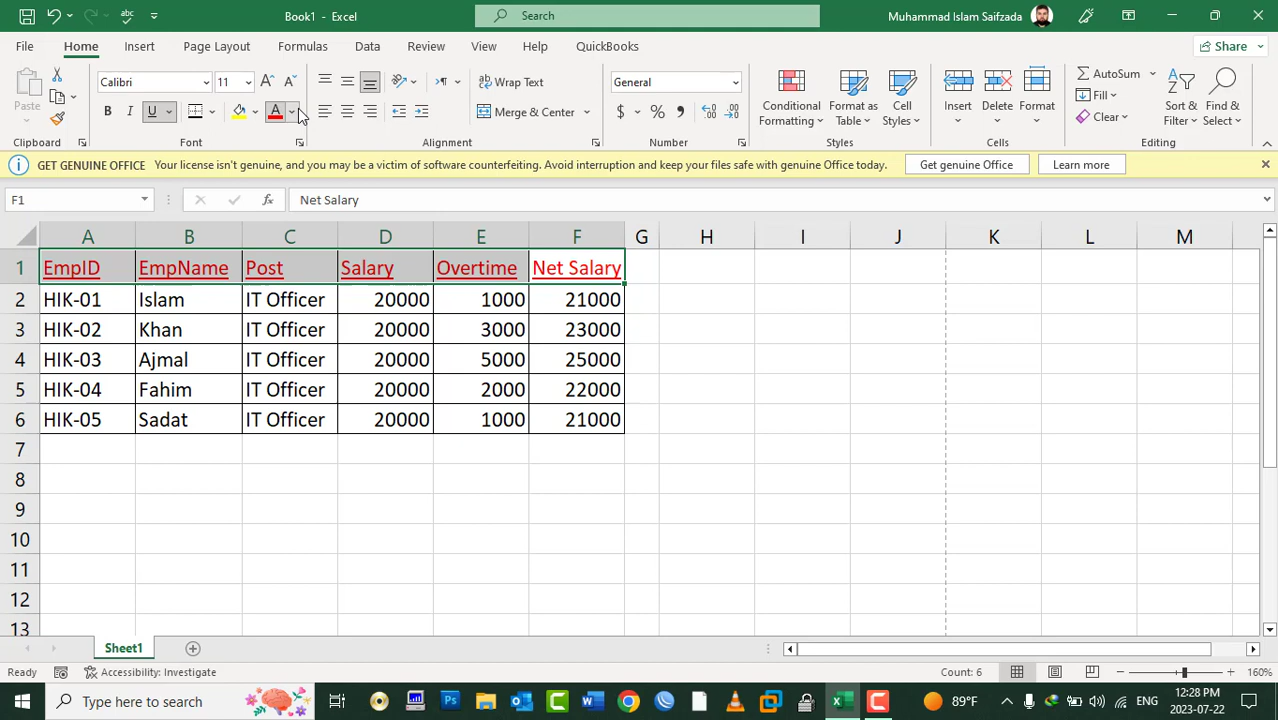 Book1 - Excel
Search
Muhammad Islam Saifzada
File Home Insert Page Layout Formulas Data Review View Help QuickBooks Share
Paste
Calibri 11
B I U
Wrap Text
Merge & Center
General
$ % ,
Conditional Formatting
Format as Table
Cell Styles
Insert Delete Format
AutoSum
Fill
Clear
Sort & Filter
Find & Select
Clipboard Font Alignment Number Styles Cells Editing
GET GENUINE OFFICE Your license isn't genuine, and you may be a victim of software counterfeiting. Avoid interruption and keep your files safe with genuine Office today. Get genuine Office Learn more
F1 fx Net Salary
A B C D E F G H I J K L M
1 EmpID EmpName Post Salary Overtime Net Salary
2 HIK-01 Islam IT Officer 20000 1000 21000
3 HIK-02 Khan IT Officer 20000 3000 23000
4 HIK-03 Ajmal IT Officer 20000 5000 25000
5 HIK-04 Fahim IT Officer 20000 2000 22000
6 HIK-05 Sadat IT Officer 20000 1000 21000
7
8
9
10
11
12
13
Sheet1
Ready Accessibility: Investigate Count: 6 160%
Type here to search
89°F ENG
12:28 PM
2023-07-22